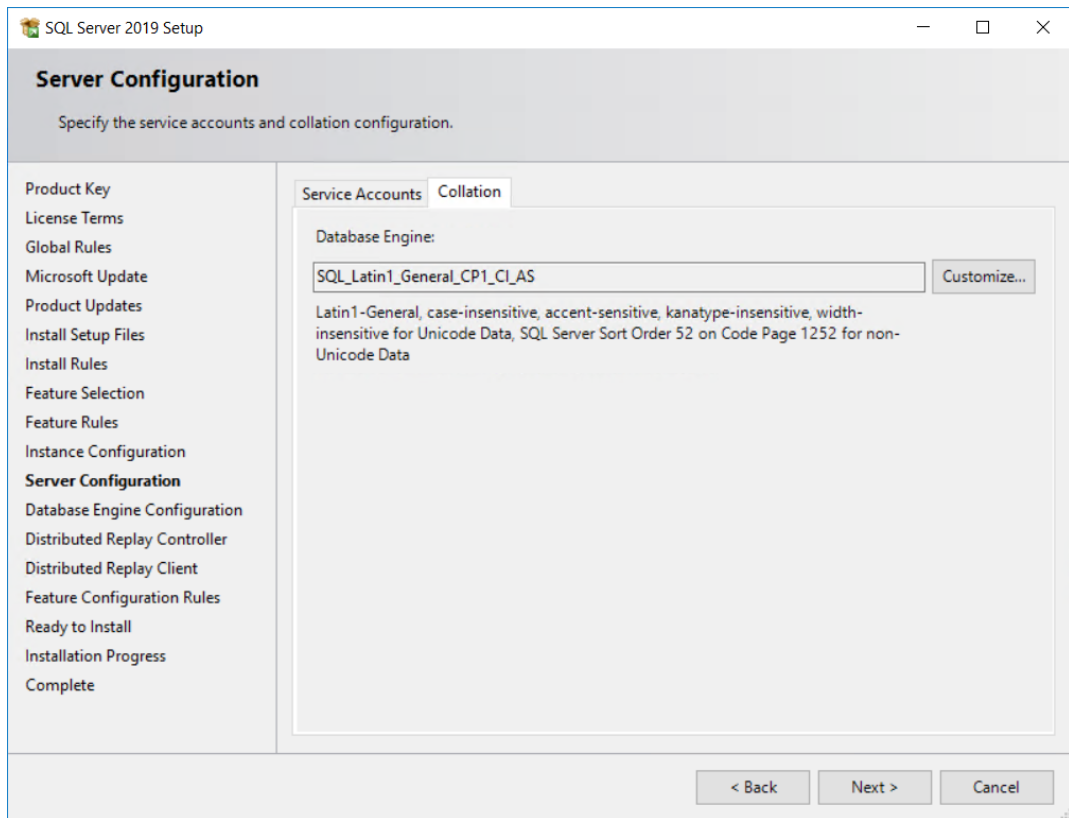 SQL Server 2019 Setup
Server Configuration
Specify the service accounts and collation configuration.
Product Key
License Terms
Global Rules
Microsoft Update
Product Updates
Install Setup Files
Install Rules
Feature Selection
Feature Rules
Instance Configuration
Server Configuration
Database Engine Configuration
Distributed Replay Controller
Distributed Replay Client
Feature Configuration Rules
Ready to Install
Installation Progress
Complete
Service Accounts
Collation
Database Engine:
SQL_Latin1_General_CP1_CI_AS
Customize...
Latin1-General, case-insensitive, accent-sensitive, kanatype-insensitive, width-
insensitive for Unicode Data, SQL Server Sort Order 52 on Code Page 1252 for non-
Unicode Data
< Back
Next >
Cancel